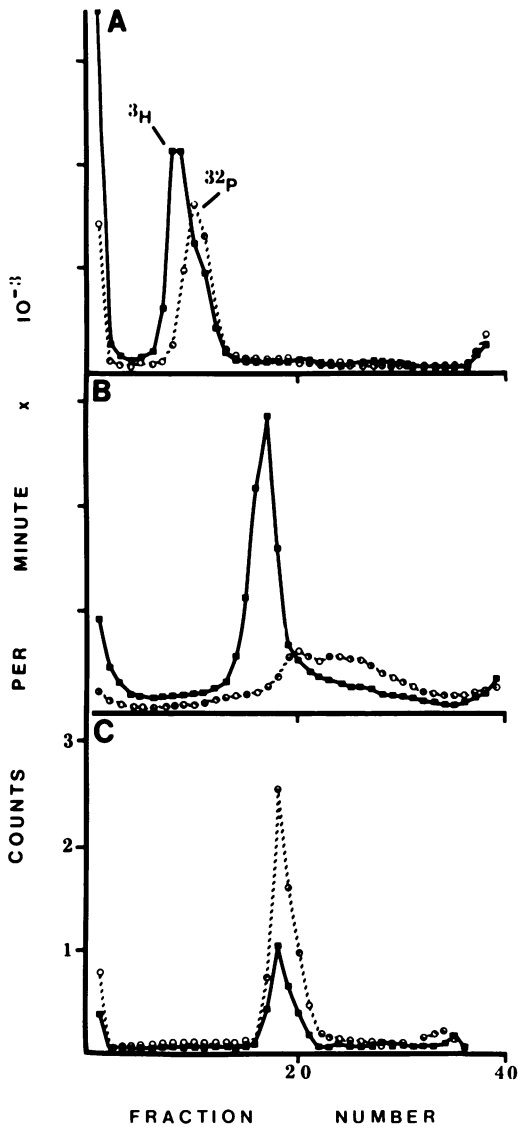 A
³H
³²P
B
C
3
2
1
20
40
COUNTS PER MINUTE x 10⁻³
FRACTION NUMBER